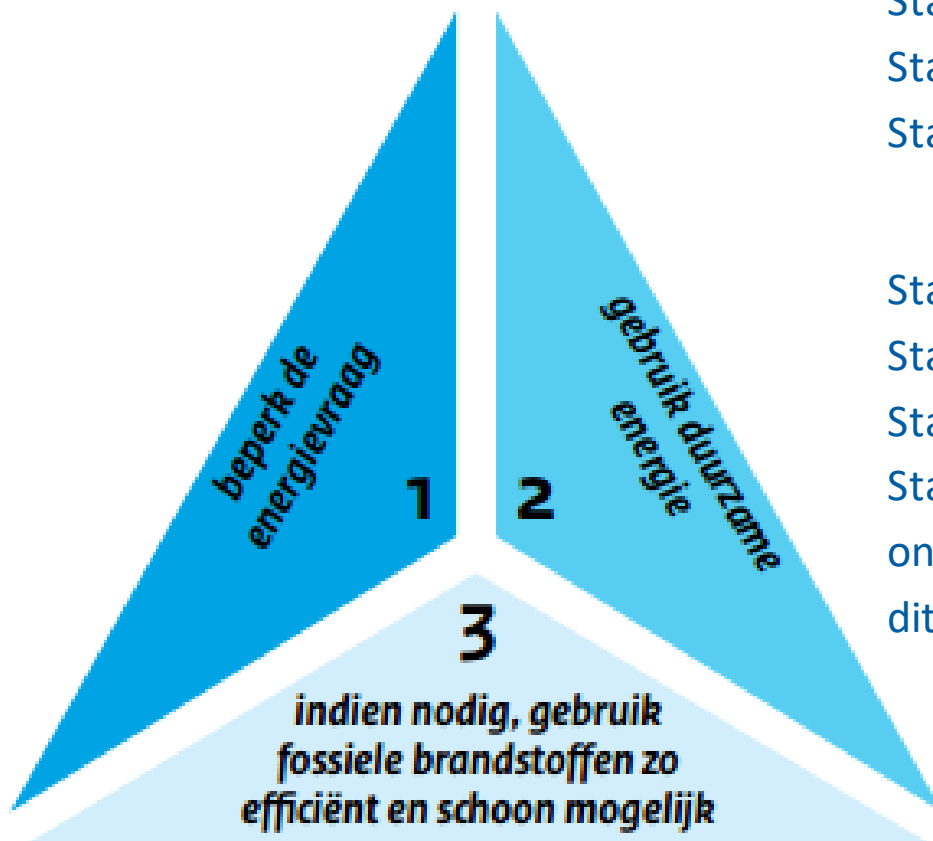 beperk de
energievraag
1
2
gebruik duurzame
energie
3
indien nodig, gebruik
fossiele brandstoffen zo
efficiënt en schoon mogelijk